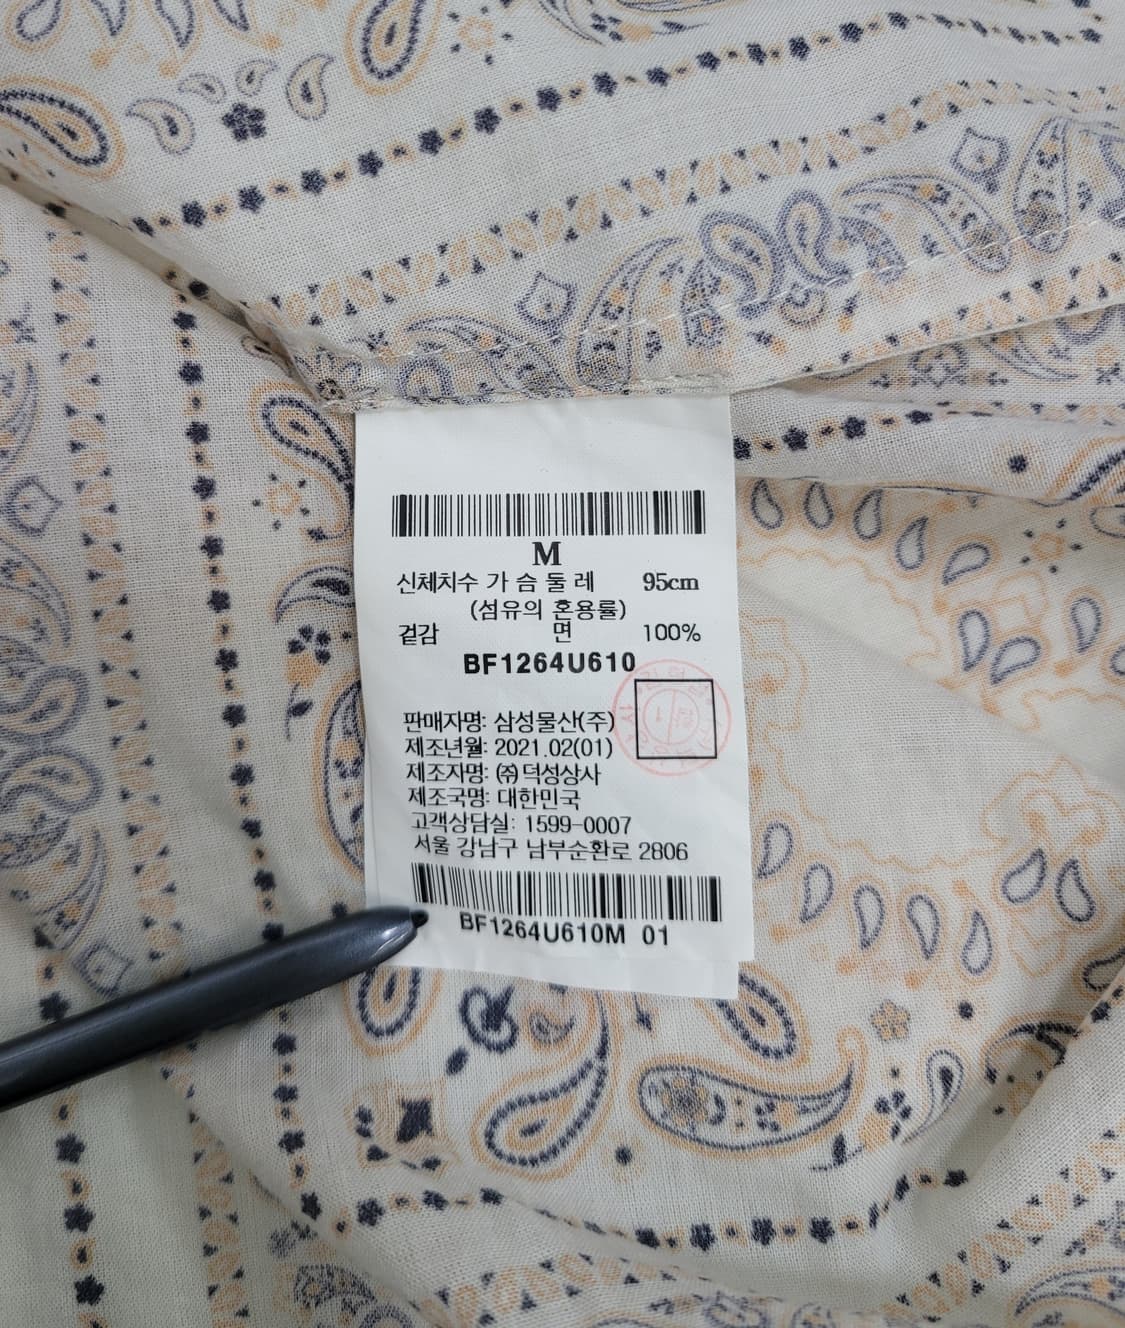 M
신체치수 가 슴 둘 레 95cm
(섬유의 혼용률)
겉감 면 100%
BF1264U610
판매자명: 삼성물산(주)
제조년월: 2021.02(01)
제조자명: ㈜덕성상사
제조국명: 대한민국
고객상담실: 1599-0007
서울 강남구 남부순환로 2806
BF1264U610M 01